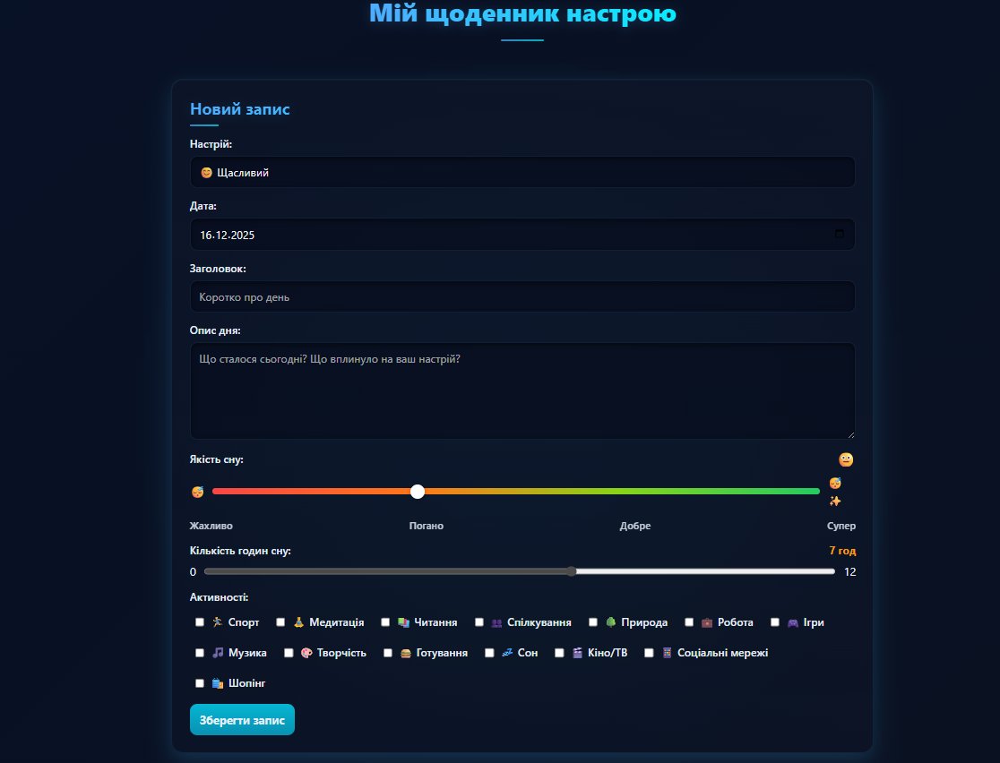 Мій щоденник настрою
Новий запис
Настрій:
😊 Щасливий
Дата:
16.12.2025
Заголовок:
Коротко про день
Опис дня:
Що сталося сьогодні? Що вплинуло на ваш настрій?
Якість сну:
Жахливо Погано Добре Супер
Кількість годин сну: 7 год
0 12
Активності:
🏃 Спорт 🧘 Медитація 📚 Читання 👥 Спілкування 🌳 Природа 💼 Робота 🎮 Ігри
🎵 Музика 🎨 Творчість 🍔 Готування 💤 Сон 🎬 Кіно/ТВ 📱 Соціальні мережі
🛍️ Шопінг
Зберегти запис